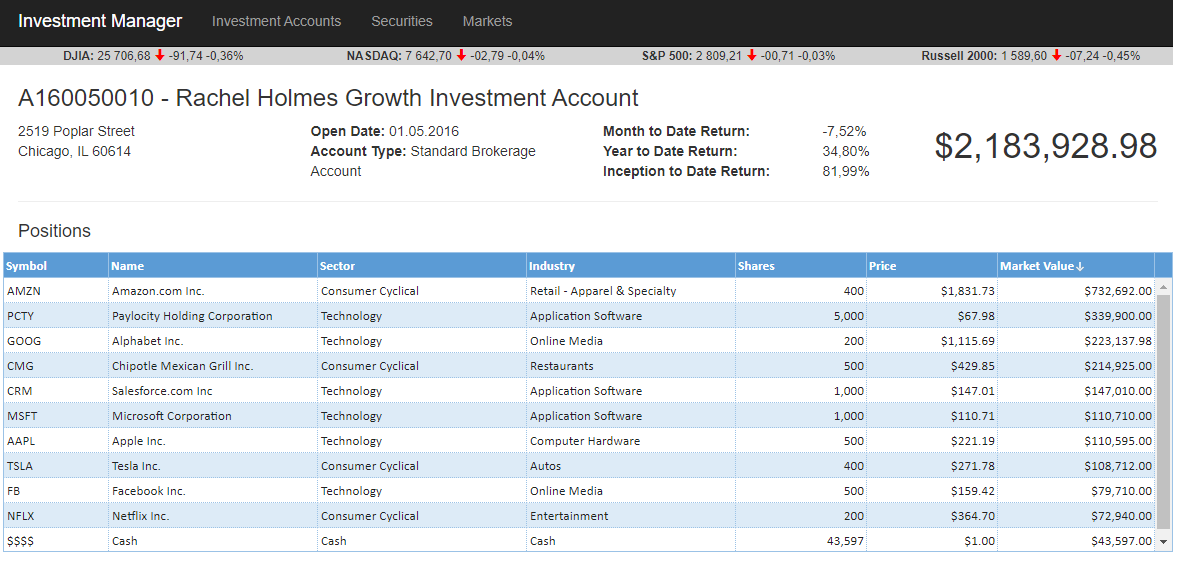 Investment Manager Investment Accounts Securities Markets
DJIA: 25 706,68 -91,74 -0,36% NASDAQ: 7 642,70 -02,79 -0,04% S&P 500: 2 809,21 -00,71 -0,03% Russell 2000: 1 589,60 -07,24 -0,45%
A160050010 - Rachel Holmes Growth Investment Account
2519 Poplar Street Open Date: 01.05.2016 Month to Date Return: -7,52% $2,183,928.98
Chicago, IL 60614 Account Type: Standard Brokerage Year to Date Return: 34,80%
Account Inception to Date Return: 81,99%
Positions
Symbol Name Sector Industry Shares Price Market Value↓
AMZN Amazon.com Inc. Consumer Cyclical Retail - Apparel & Specialty 400 $1,831.73 $732,692.00
PCTY Paylocity Holding Corporation Technology Application Software 5,000 $67.98 $339,900.00
GOOG Alphabet Inc. Technology Online Media 200 $1,115.69 $223,137.98
CMG Chipotle Mexican Grill Inc. Consumer Cyclical Restaurants 500 $429.85 $214,925.00
CRM Salesforce.com Inc Technology Application Software 1,000 $147.01 $147,010.00
MSFT Microsoft Corporation Technology Application Software 1,000 $110.71 $110,710.00
AAPL Apple Inc. Technology Computer Hardware 500 $221.19 $110,595.00
TSLA Tesla Inc. Consumer Cyclical Autos 400 $271.78 $108,712.00
FB Facebook Inc. Technology Online Media 500 $159.42 $79,710.00
NFLX Netflix Inc. Consumer Cyclical Entertainment 200 $364.70 $72,940.00
$$$$ Cash Cash Cash 43,597 $1.00 $43,597.00